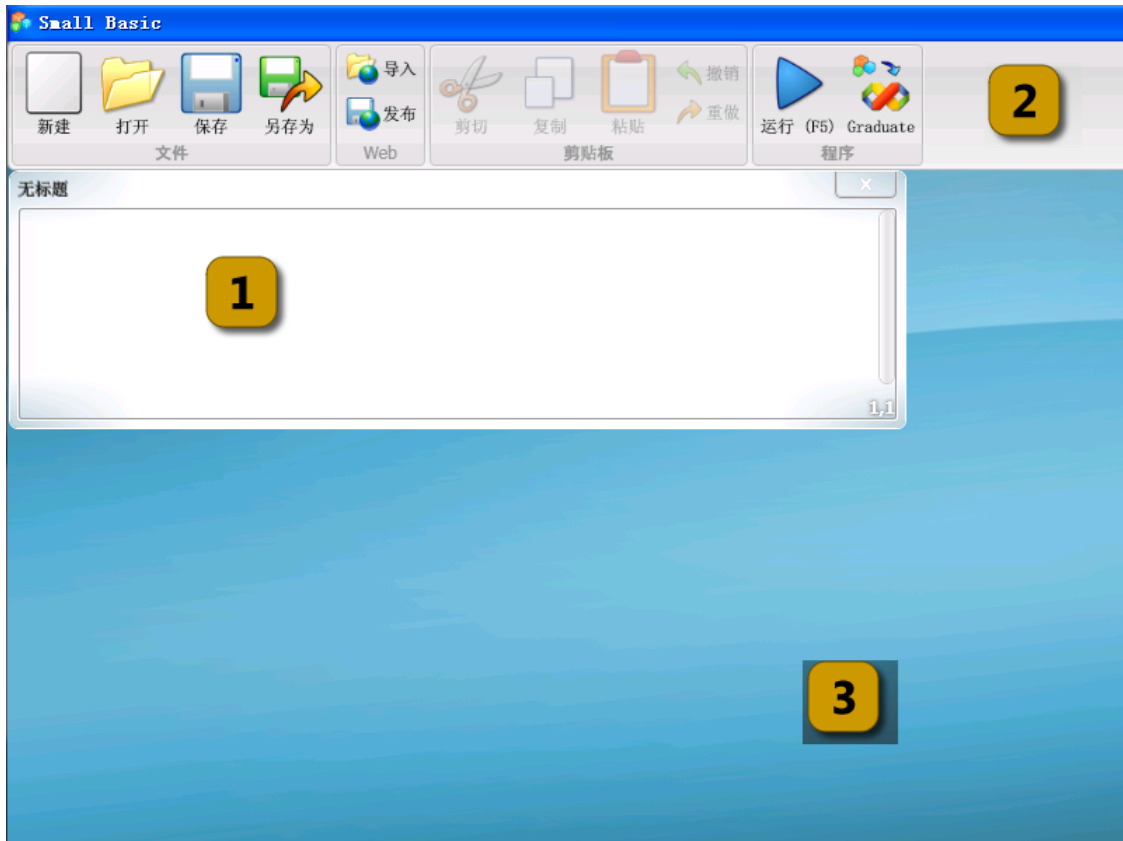 Small Basic
新建 打开 保存 另存为 导入 发布 剪切 复制 粘贴 撤销 重做 运行 (F5) Graduate
文件 Web 剪贴板 程序
2
无标题
X
1
1,1
3